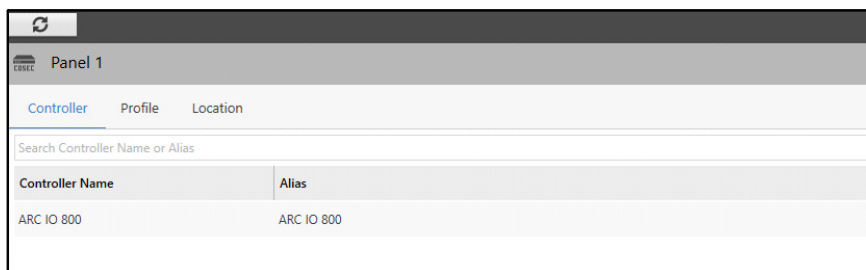 COSEC Panel 1
Controller Profile Location
Search Controller Name or Alias
Controller Name Alias
ARC IO 800 ARC IO 800